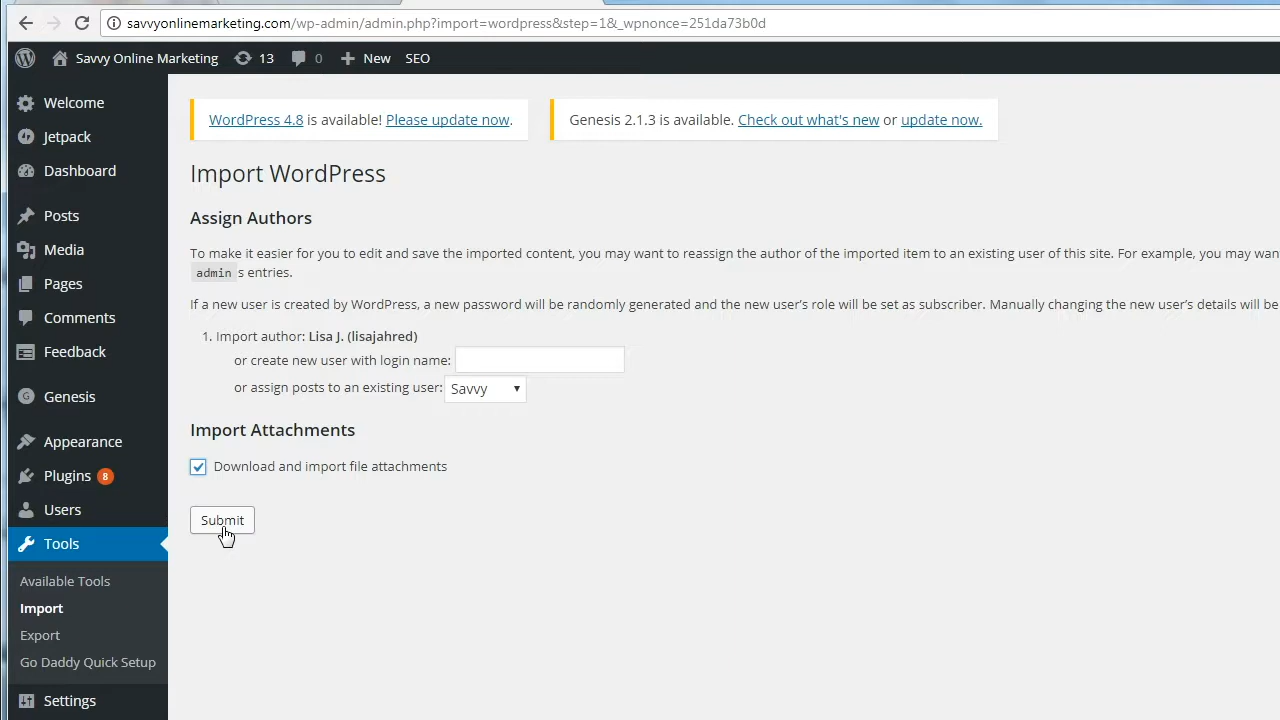 savvyonlinemarketing.com/wp-admin/admin.php?import=wordpress&step=1&_wpnonce=251da73b0d
Savvy Online Marketing 13 0 New SEO
Welcome
Jetpack
Dashboard
Posts
Media
Pages
Comments
Feedback
Genesis
Appearance
Plugins 8
Users
Tools
Available Tools
Import
Export
Go Daddy Quick Setup
Settings
WordPress 4.8 is available! Please update now.
Genesis 2.1.3 is available. Check out what's new or update now.
Import WordPress
Assign Authors
To make it easier for you to edit and save the imported content, you may want to reassign the author of the imported item to an existing user of this site. For example, you may wan
admin s entries.
If a new user is created by WordPress, a new password will be randomly generated and the new user’s role will be set as subscriber. Manually changing the new user’s details will be
1. Import author: Lisa J. (lisajahred)
or create new user with login name:
or assign posts to an existing user: Savvy
Import Attachments
Download and import file attachments
Submit